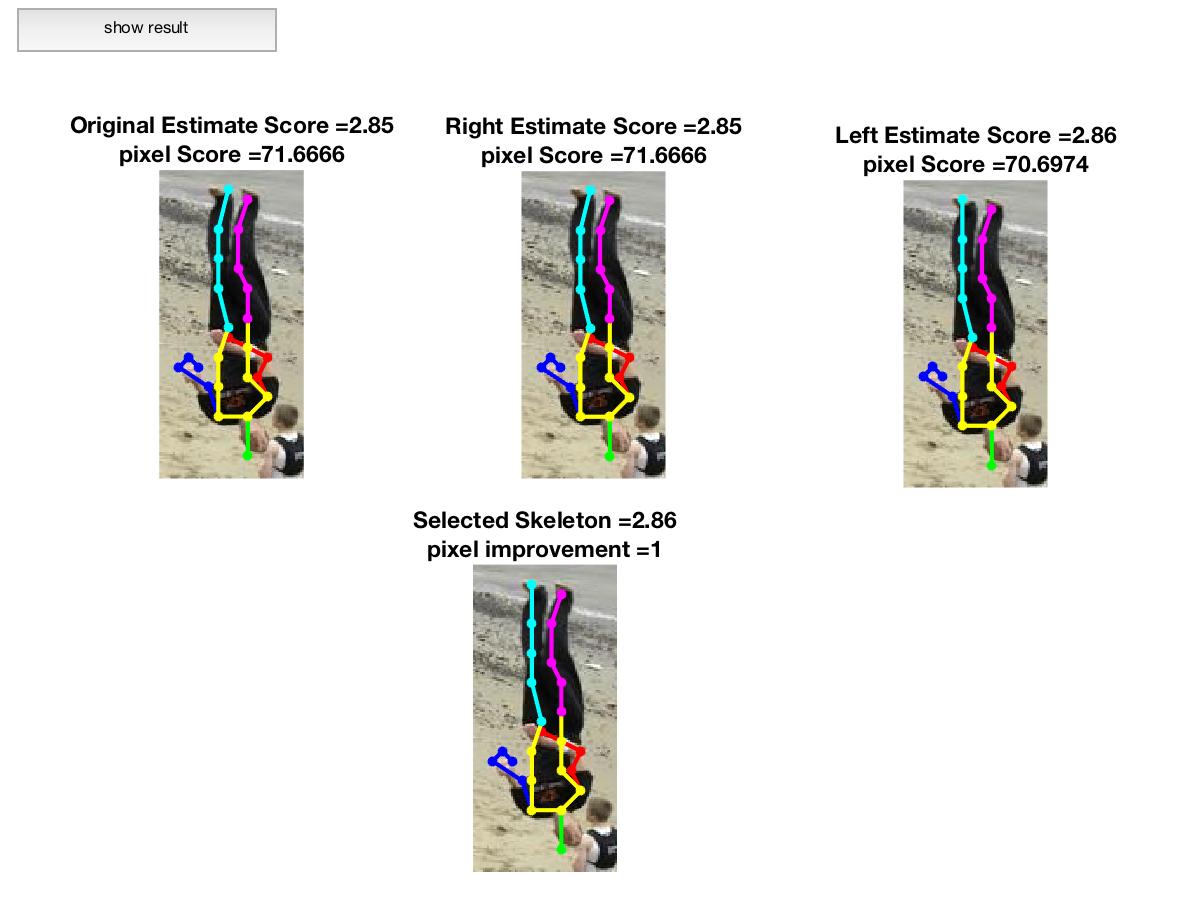 show result
Original Estimate Score =2.85
pixel Score =71.6666
Right Estimate Score =2.85
pixel Score =71.6666
Left Estimate Score =2.86
pixel Score =70.6974
Selected Skeleton =2.86
pixel improvement =1